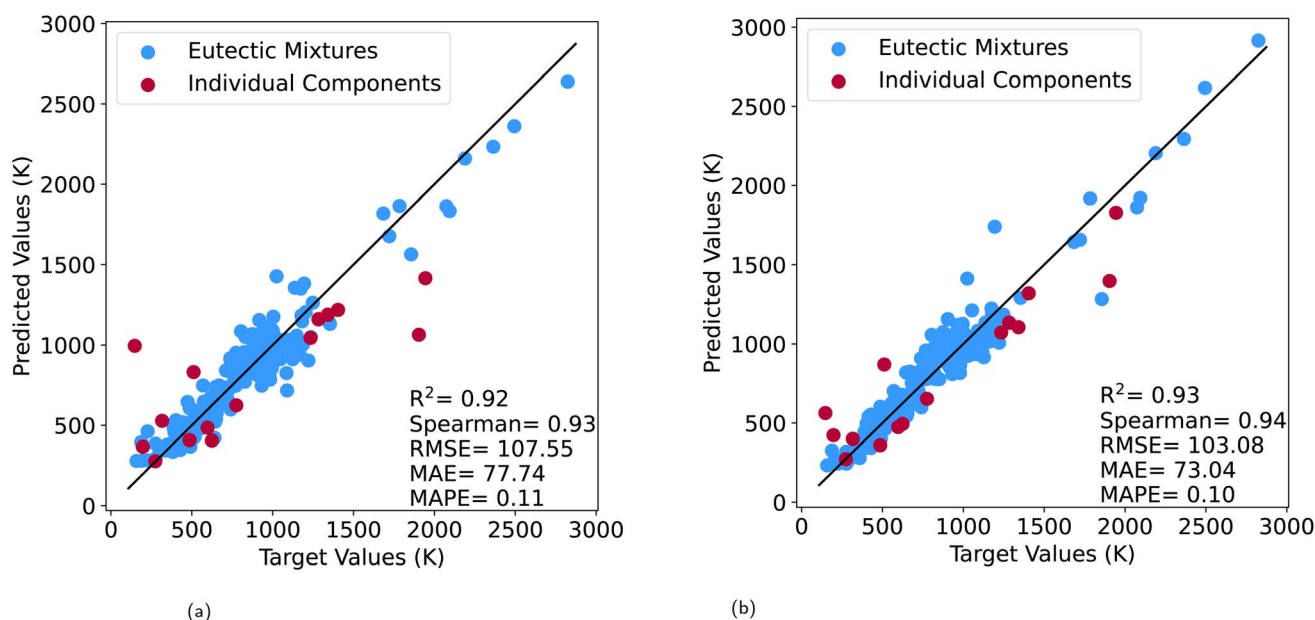 3000
2500
2000
1500
1000
500
0
Predicted Values (K)
Eutectic Mixtures
Individual Components
R²= 0.92
Spearman= 0.93
RMSE= 107.55
MAE= 77.74
MAPE= 0.11
0 500 1000 1500 2000 2500 3000
Target Values (K)
(a)
3000
2500
2000
1500
1000
500
0
Predicted Values (K)
Eutectic Mixtures
Individual Components
R²= 0.93
Spearman= 0.94
RMSE= 103.08
MAE= 73.04
MAPE= 0.10
0 500 1000 1500 2000 2500 3000
Target Values (K)
(b)